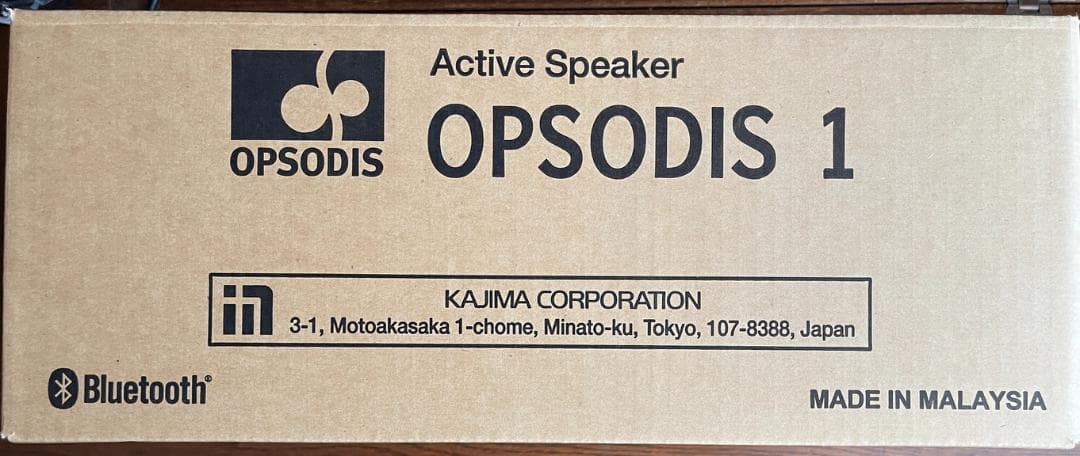 Active Speaker
OPSODIS
OPSODIS 1
KAJIMA CORPORATION
3-1, Motoakasaka 1-chome, Minato-ku, Tokyo, 107-8388, Japan
Bluetooth®
MADE IN MALAYSIA